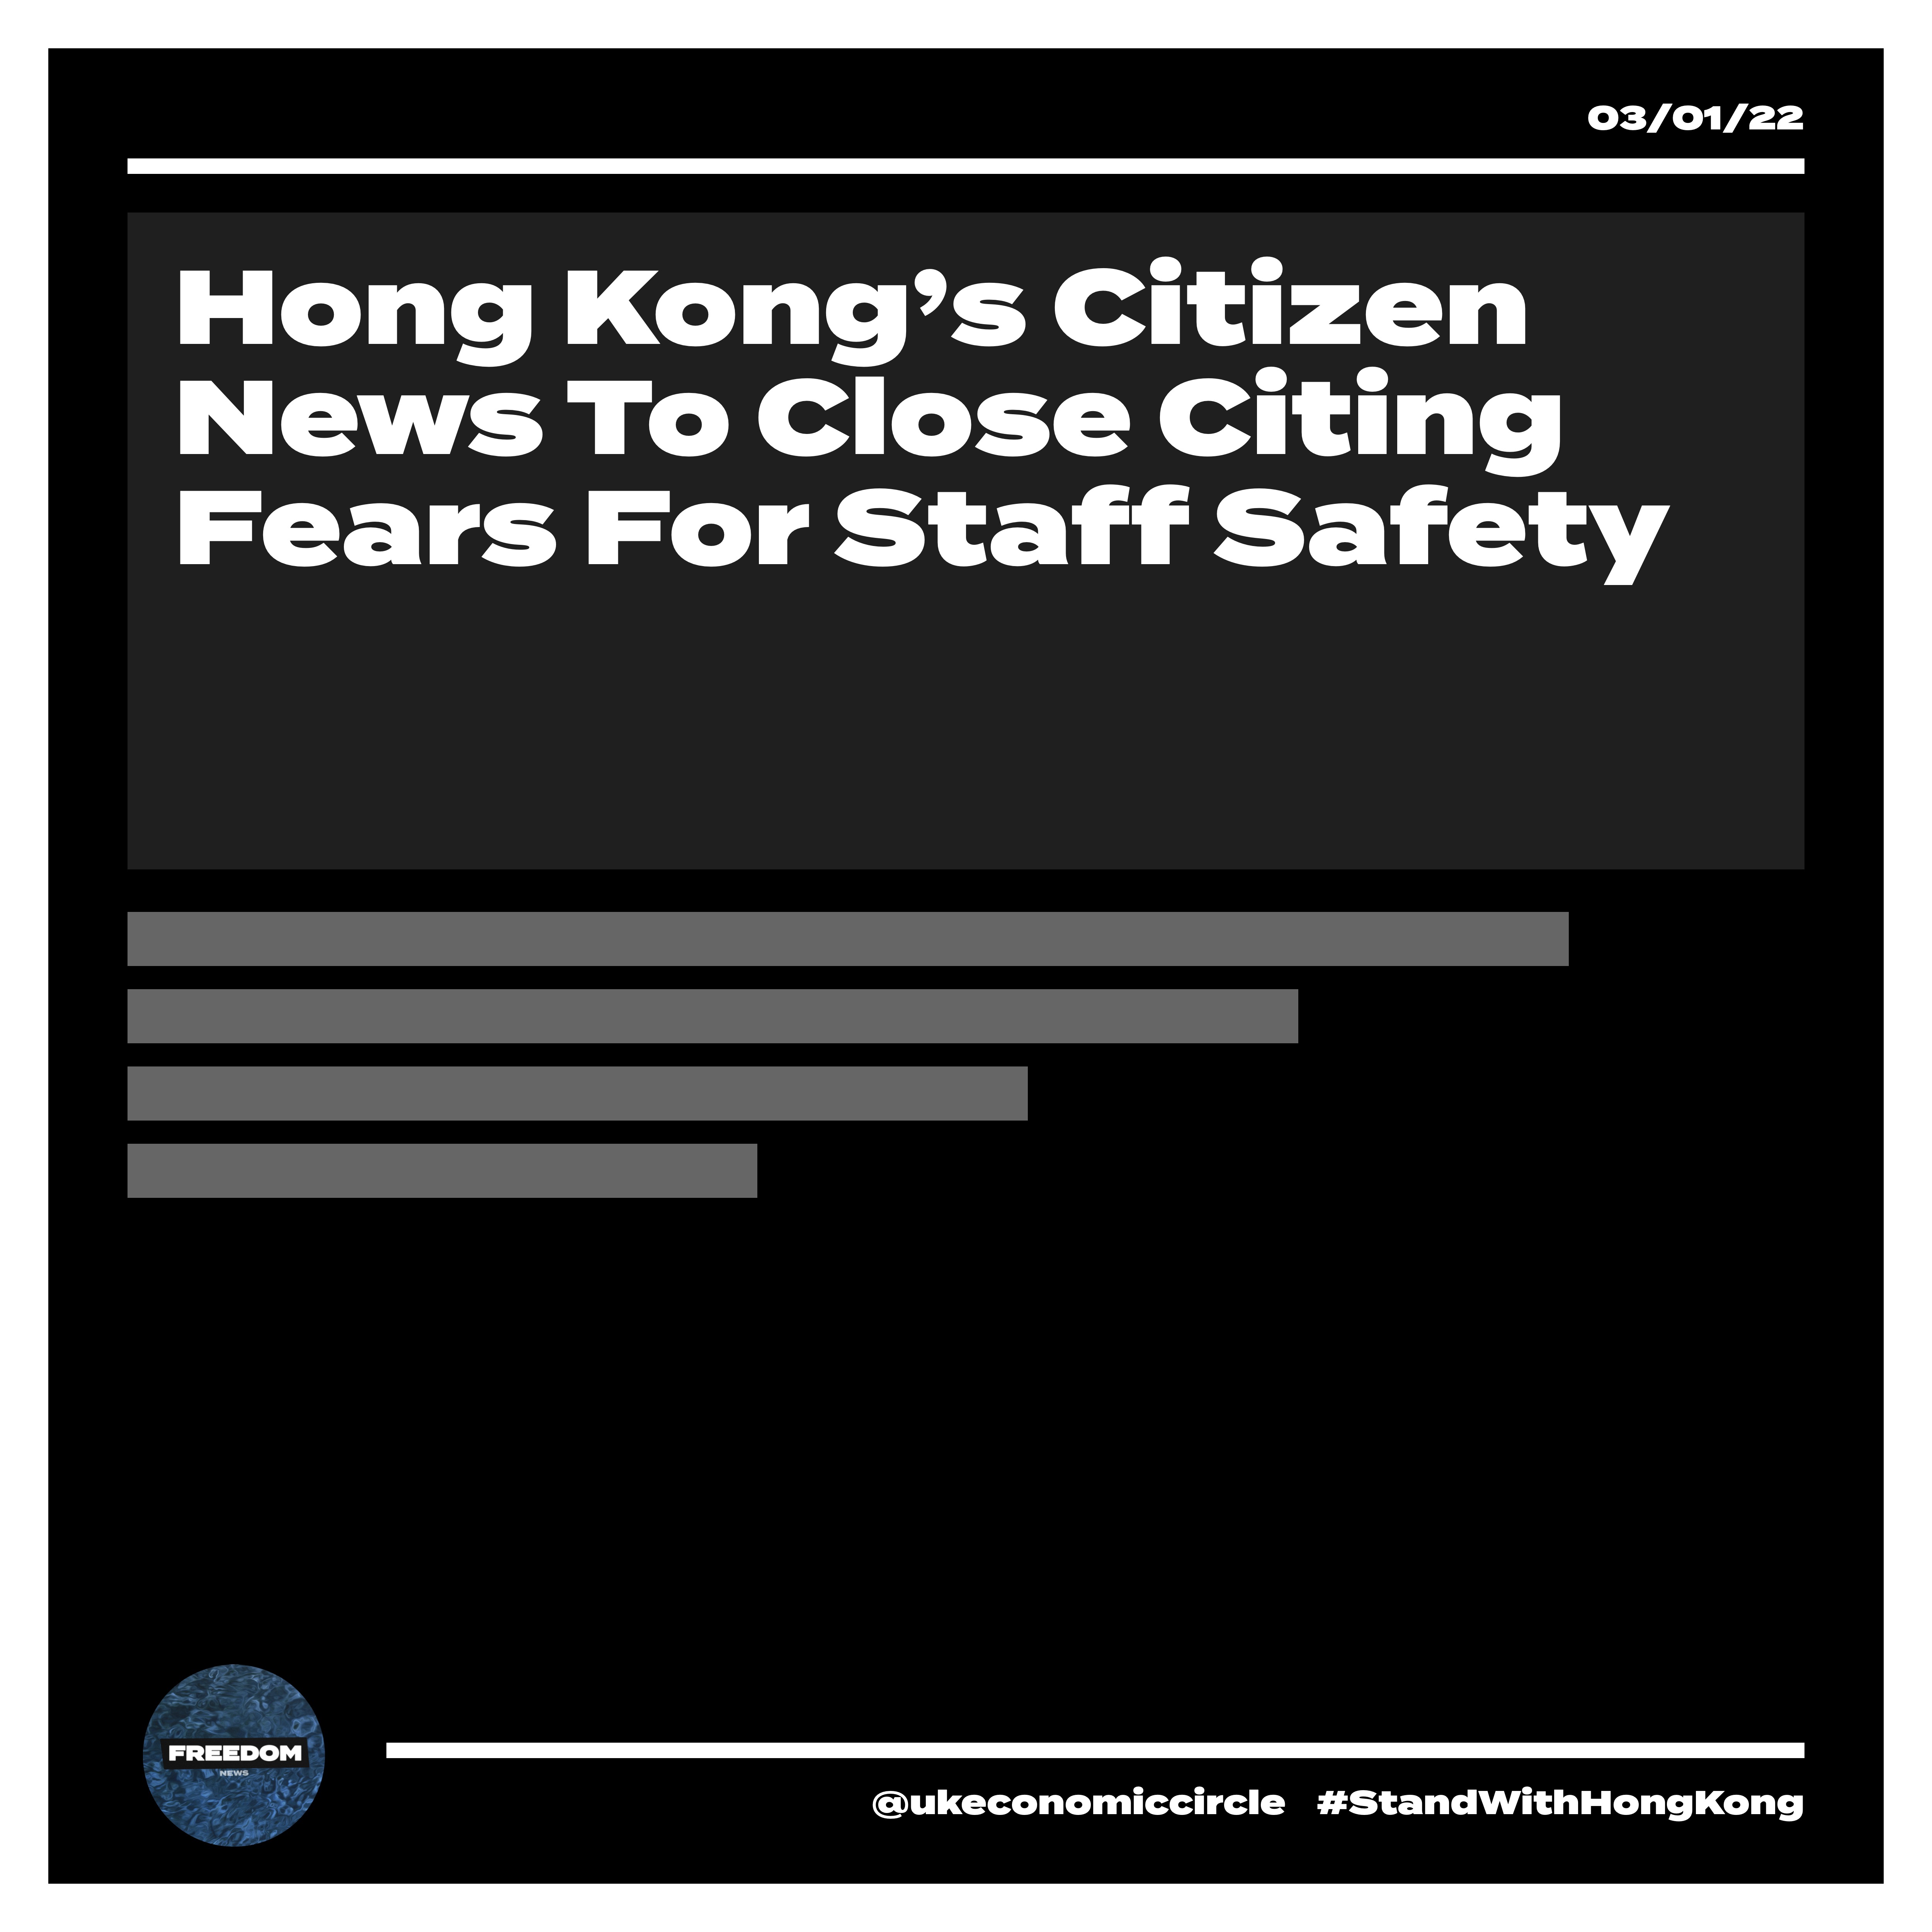 03/01/22
Hong Kong’s Citizen
News To Close Citing
Fears For Staff Safety
FREEDOM
NEWS
@ukeconomiccircle #StandWithHongKong